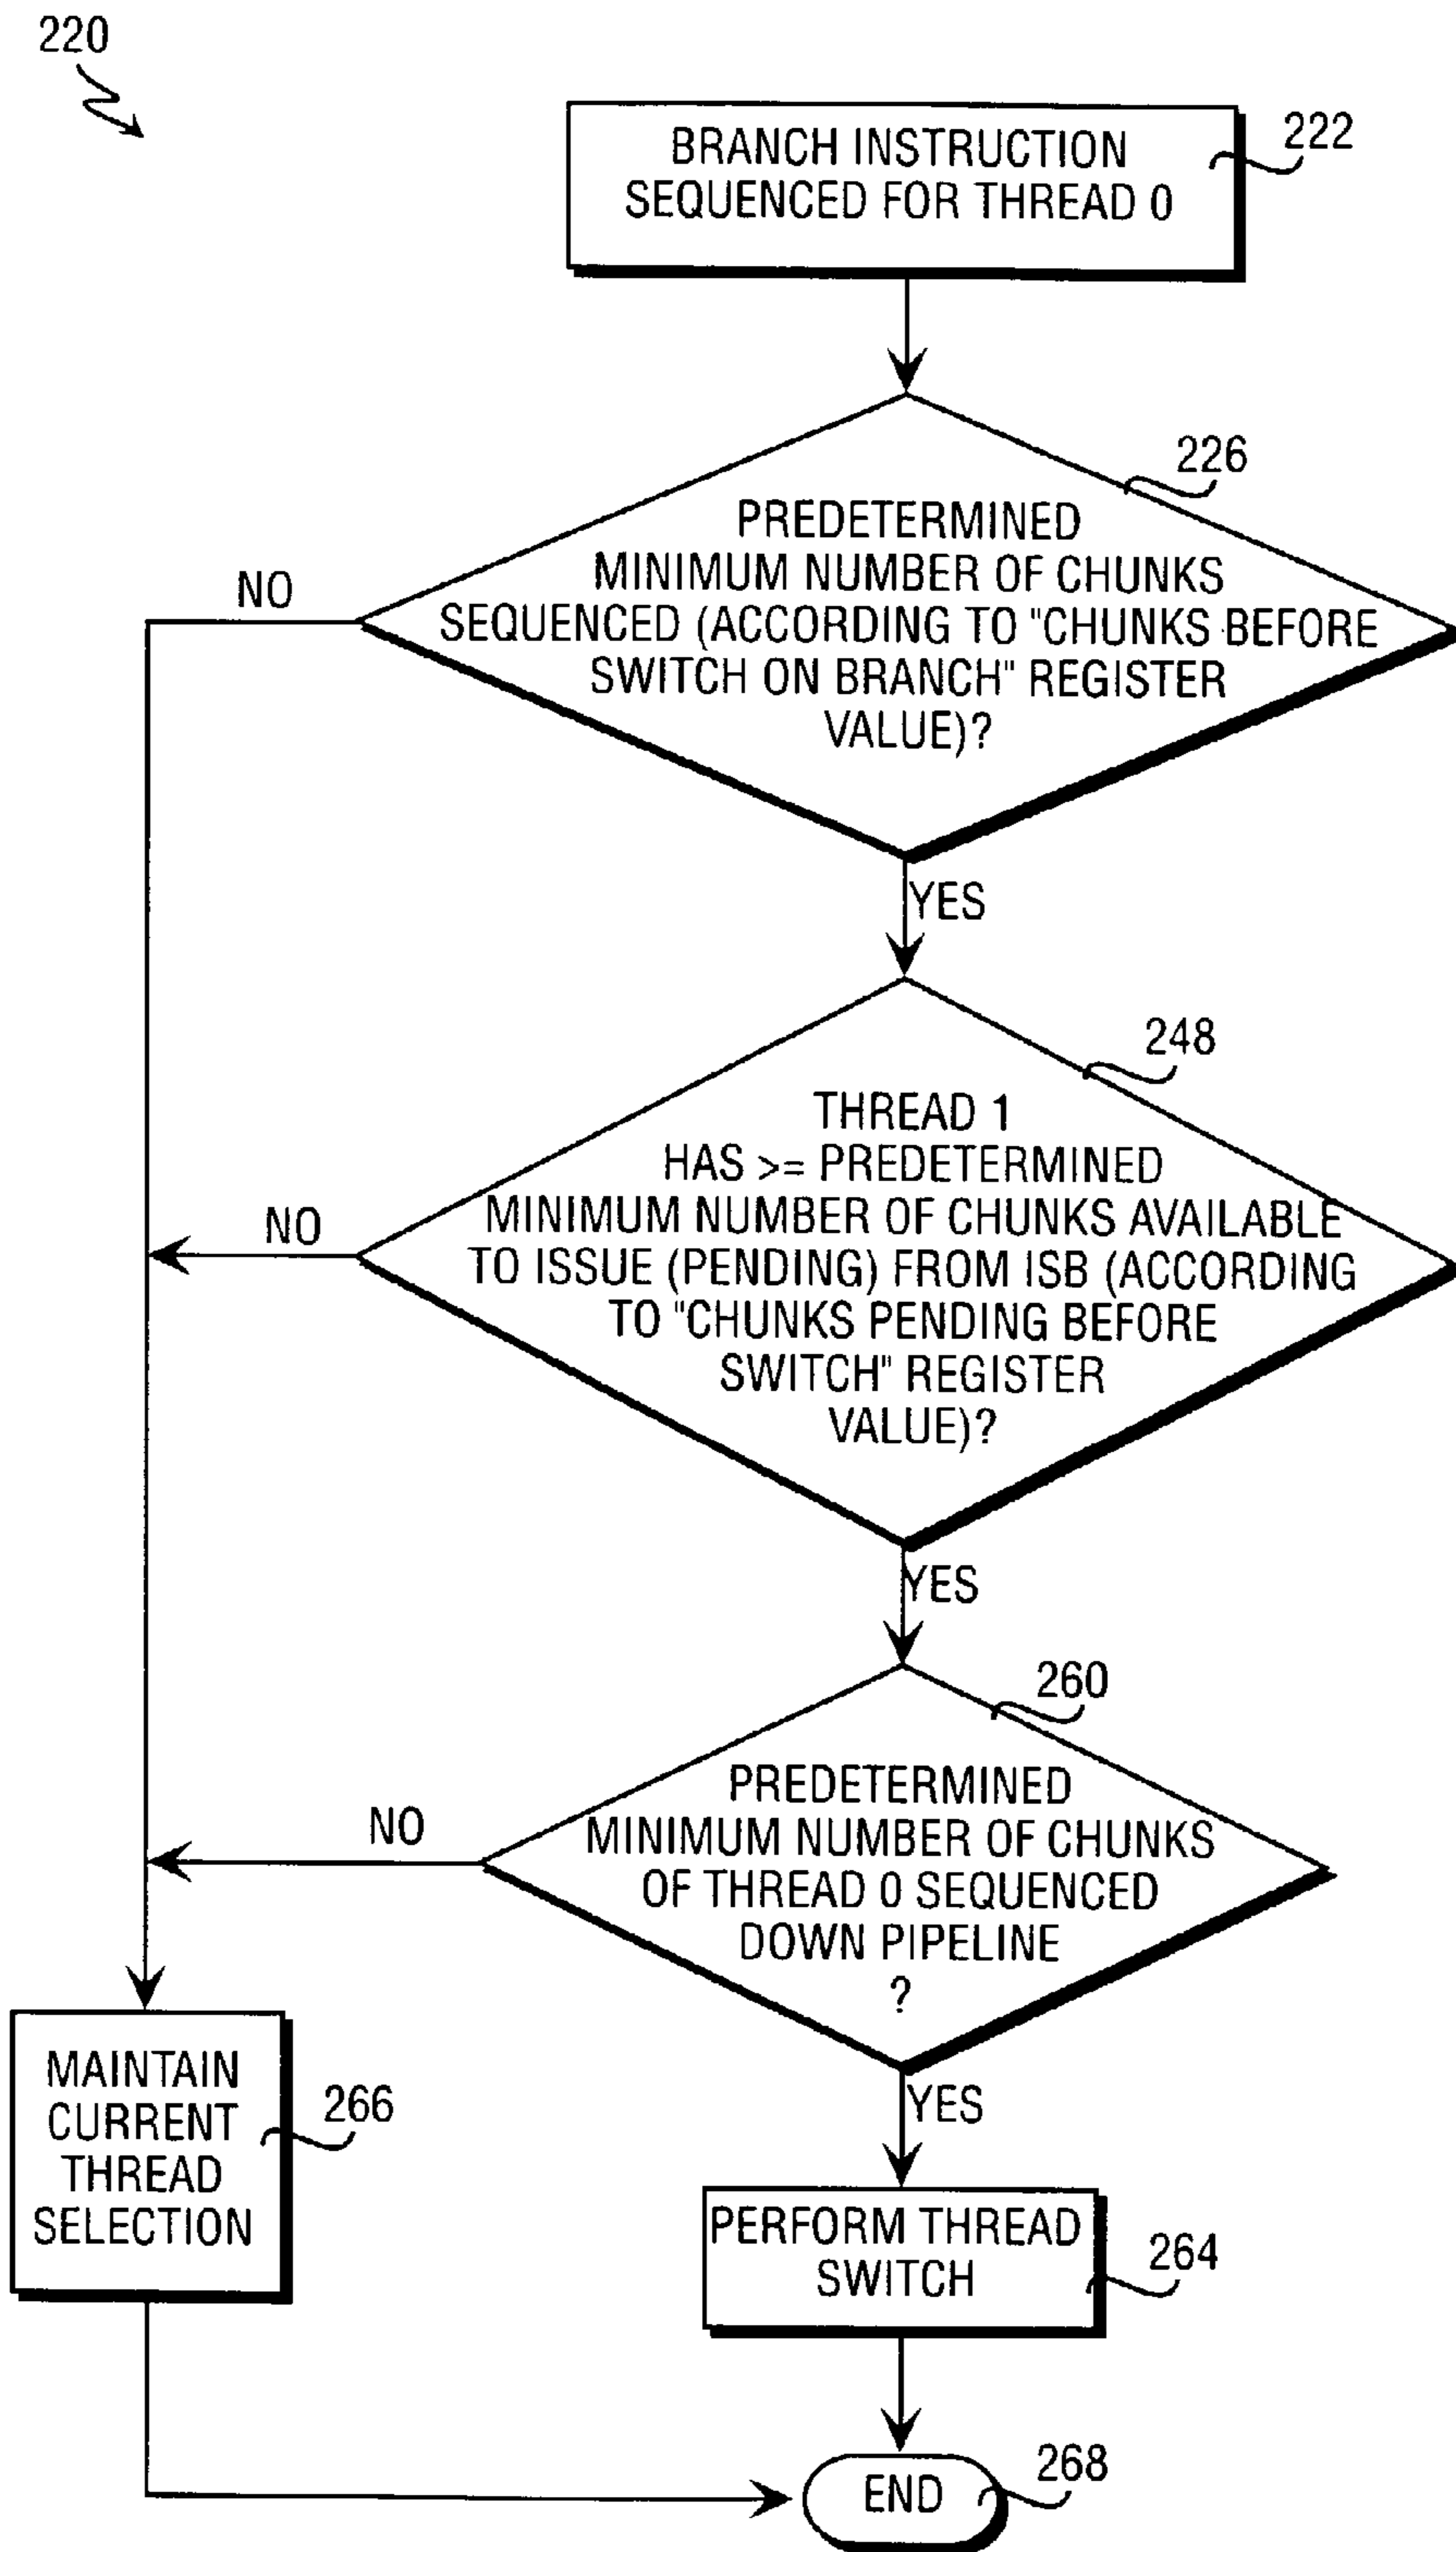 220
BRANCH INSTRUCTION
SEQUENCED FOR THREAD 0
222
226
PREDETERMINED
MINIMUM NUMBER OF CHUNKS
SEQUENCED (ACCORDING TO "CHUNKS BEFORE
SWITCH ON BRANCH" REGISTER
VALUE)?
NO
YES
248
THREAD 1
HAS >= PREDETERMINED
MINIMUM NUMBER OF CHUNKS AVAILABLE
TO ISSUE (PENDING) FROM ISB (ACCORDING
TO "CHUNKS PENDING BEFORE
SWITCH" REGISTER
VALUE)?
NO
YES
260
PREDETERMINED
MINIMUM NUMBER OF CHUNKS
OF THREAD 0 SEQUENCED
DOWN PIPELINE
?
NO
YES
MAINTAIN
CURRENT
THREAD
SELECTION
266
PERFORM THREAD
SWITCH
264
END
268